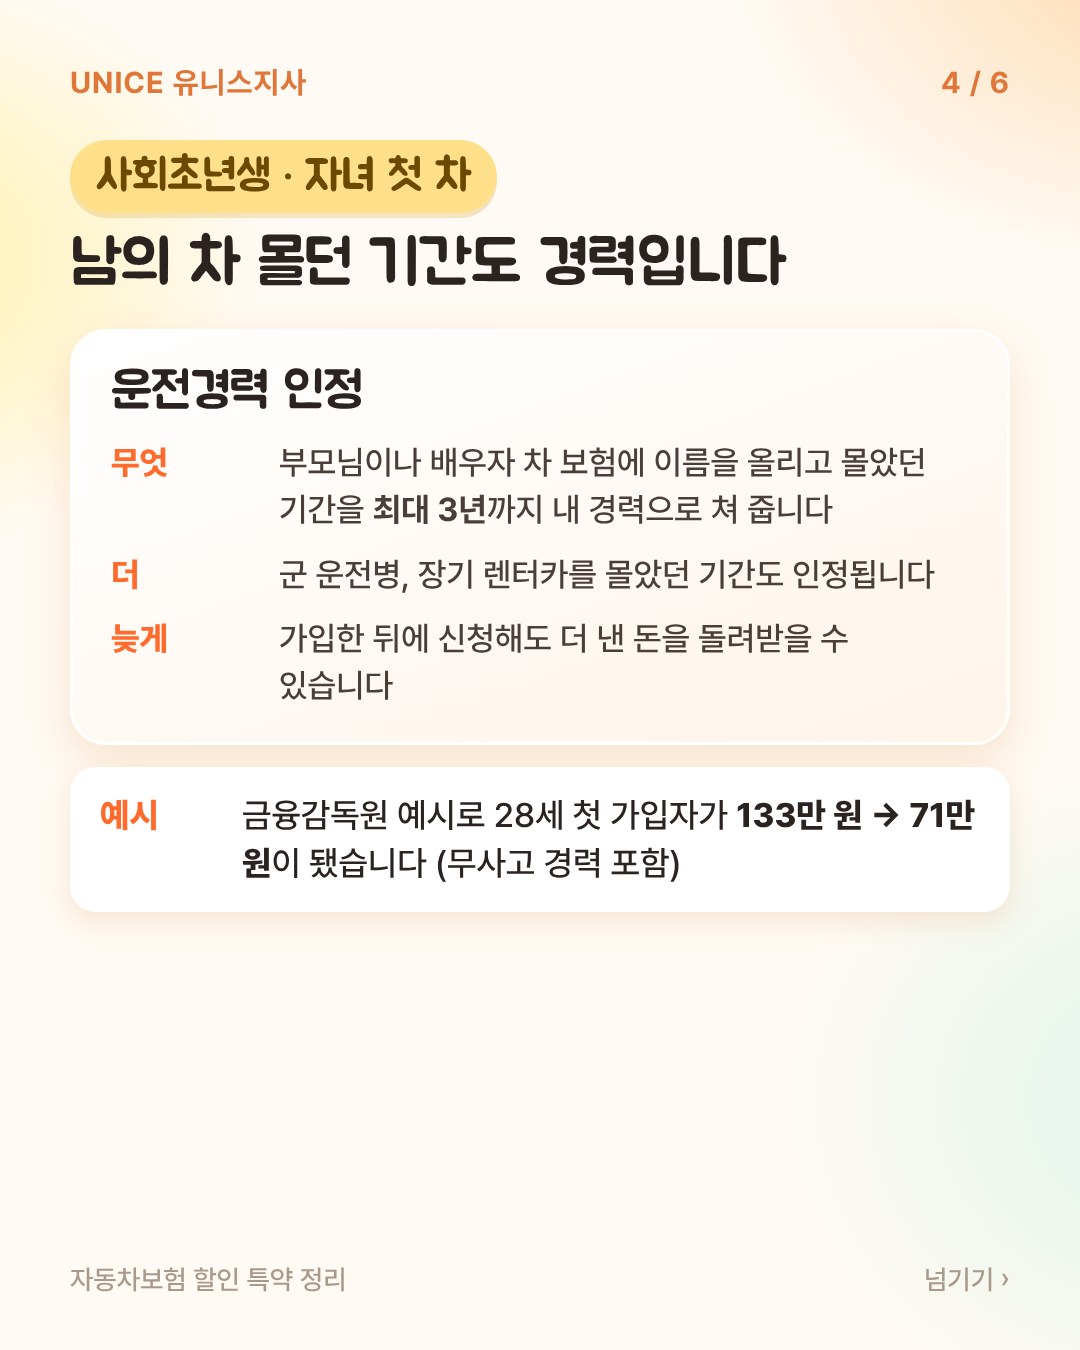 UNICE 유니스지사
4 / 6
사회초년생 · 자녀 첫 차
남의 차 몰던 기간도 경력입니다
운전경력 인정
무엇 부모님이나 배우자 차 보험에 이름을 올리고 몰았던
기간을 최대 3년까지 내 경력으로 쳐 줍니다
더 군 운전병, 장기 렌터카를 몰았던 기간도 인정됩니다
늦게 가입한 뒤에 신청해도 더 낸 돈을 돌려받을 수
있습니다
예시 금융감독원 예시로 28세 첫 가입자가 133만 원 → 71만
원이 됐습니다 (무사고 경력 포함)
자동차보험 할인 특약 정리
넘기기 ›